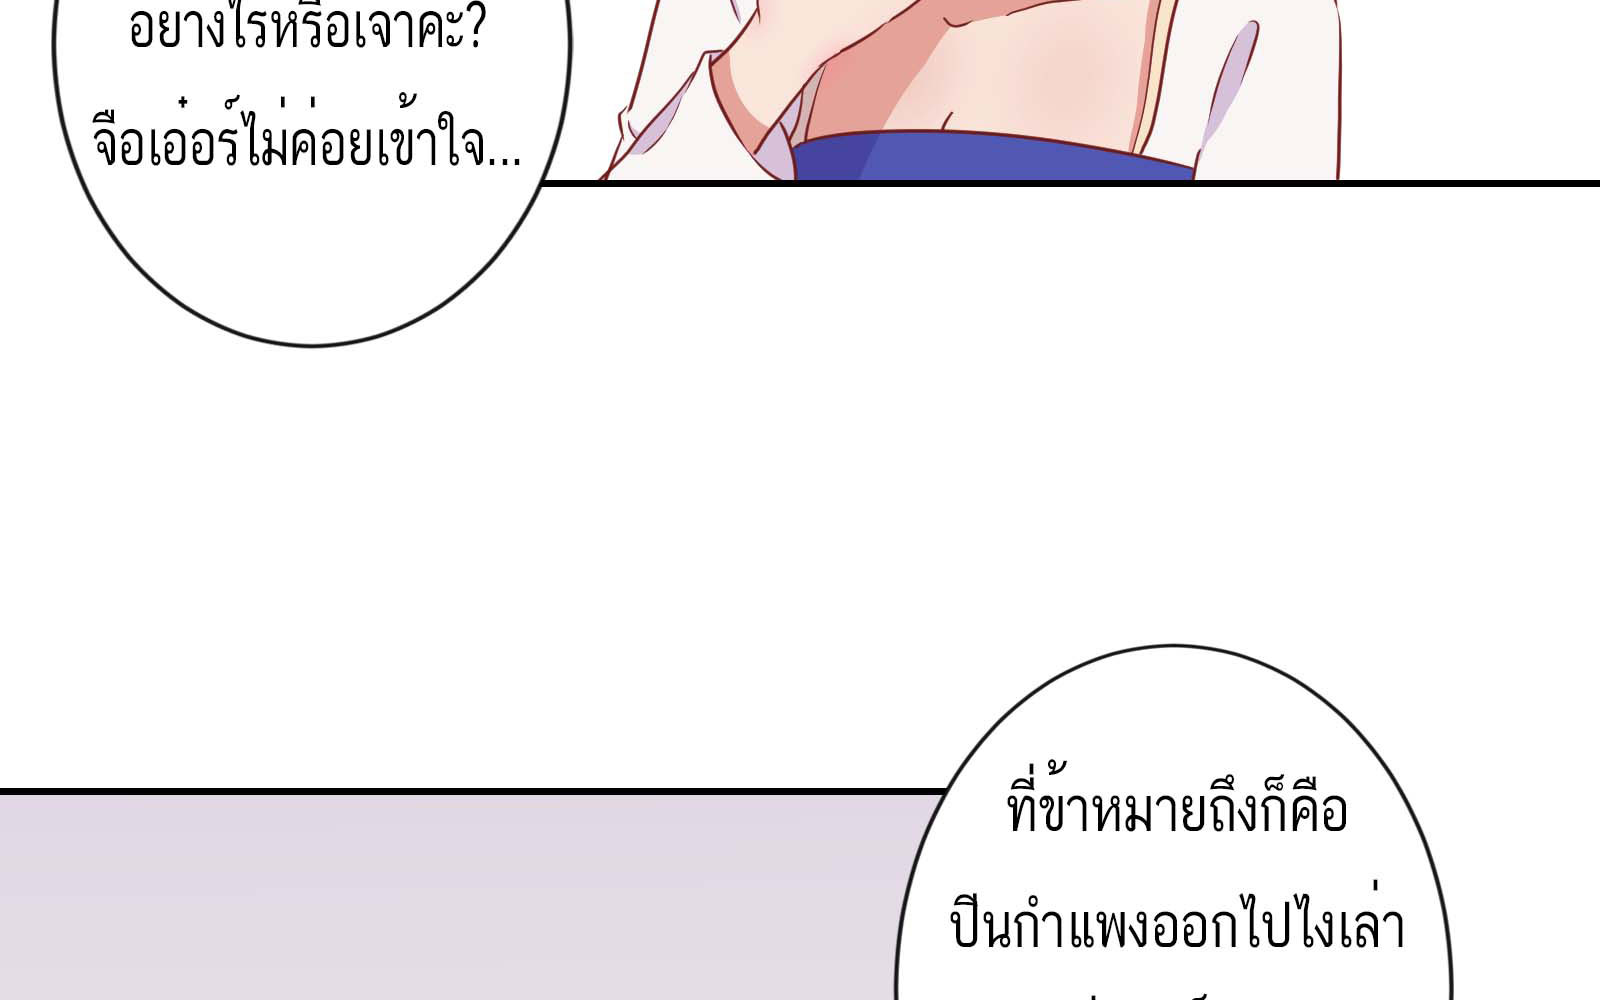 อย่างไรหรือเจ้าคะ?
จือเอ๋อร์ไม่ค่อยเข้าใจ...
ที่ข้าหมายถึงก็คือ
ปีนกำแพงออกไปไงเล่า